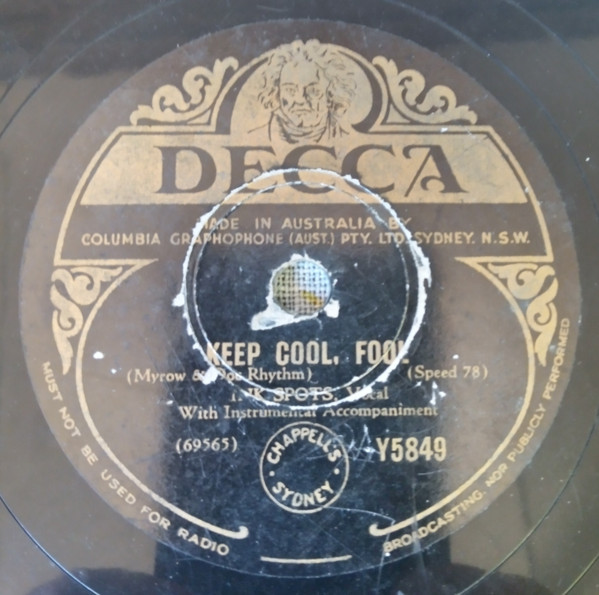 DECCA
MADE IN AUSTRALIA BY
COLUMBIA GRAPHOPHONE (AUST.) PTY. LTD. SYDNEY. N.S.W.
KEEP COOL, FOOL
(Myrow & Rhythm) (Speed 78)
INK SPOTS, Vocal
With Instrumental Accompaniment
(69565) Y5849
CHAPPELL'S
SYDNEY
MUST NOT BE USED FOR RADIO
BROADCASTING. NOR PUBLICLY PERFORMED